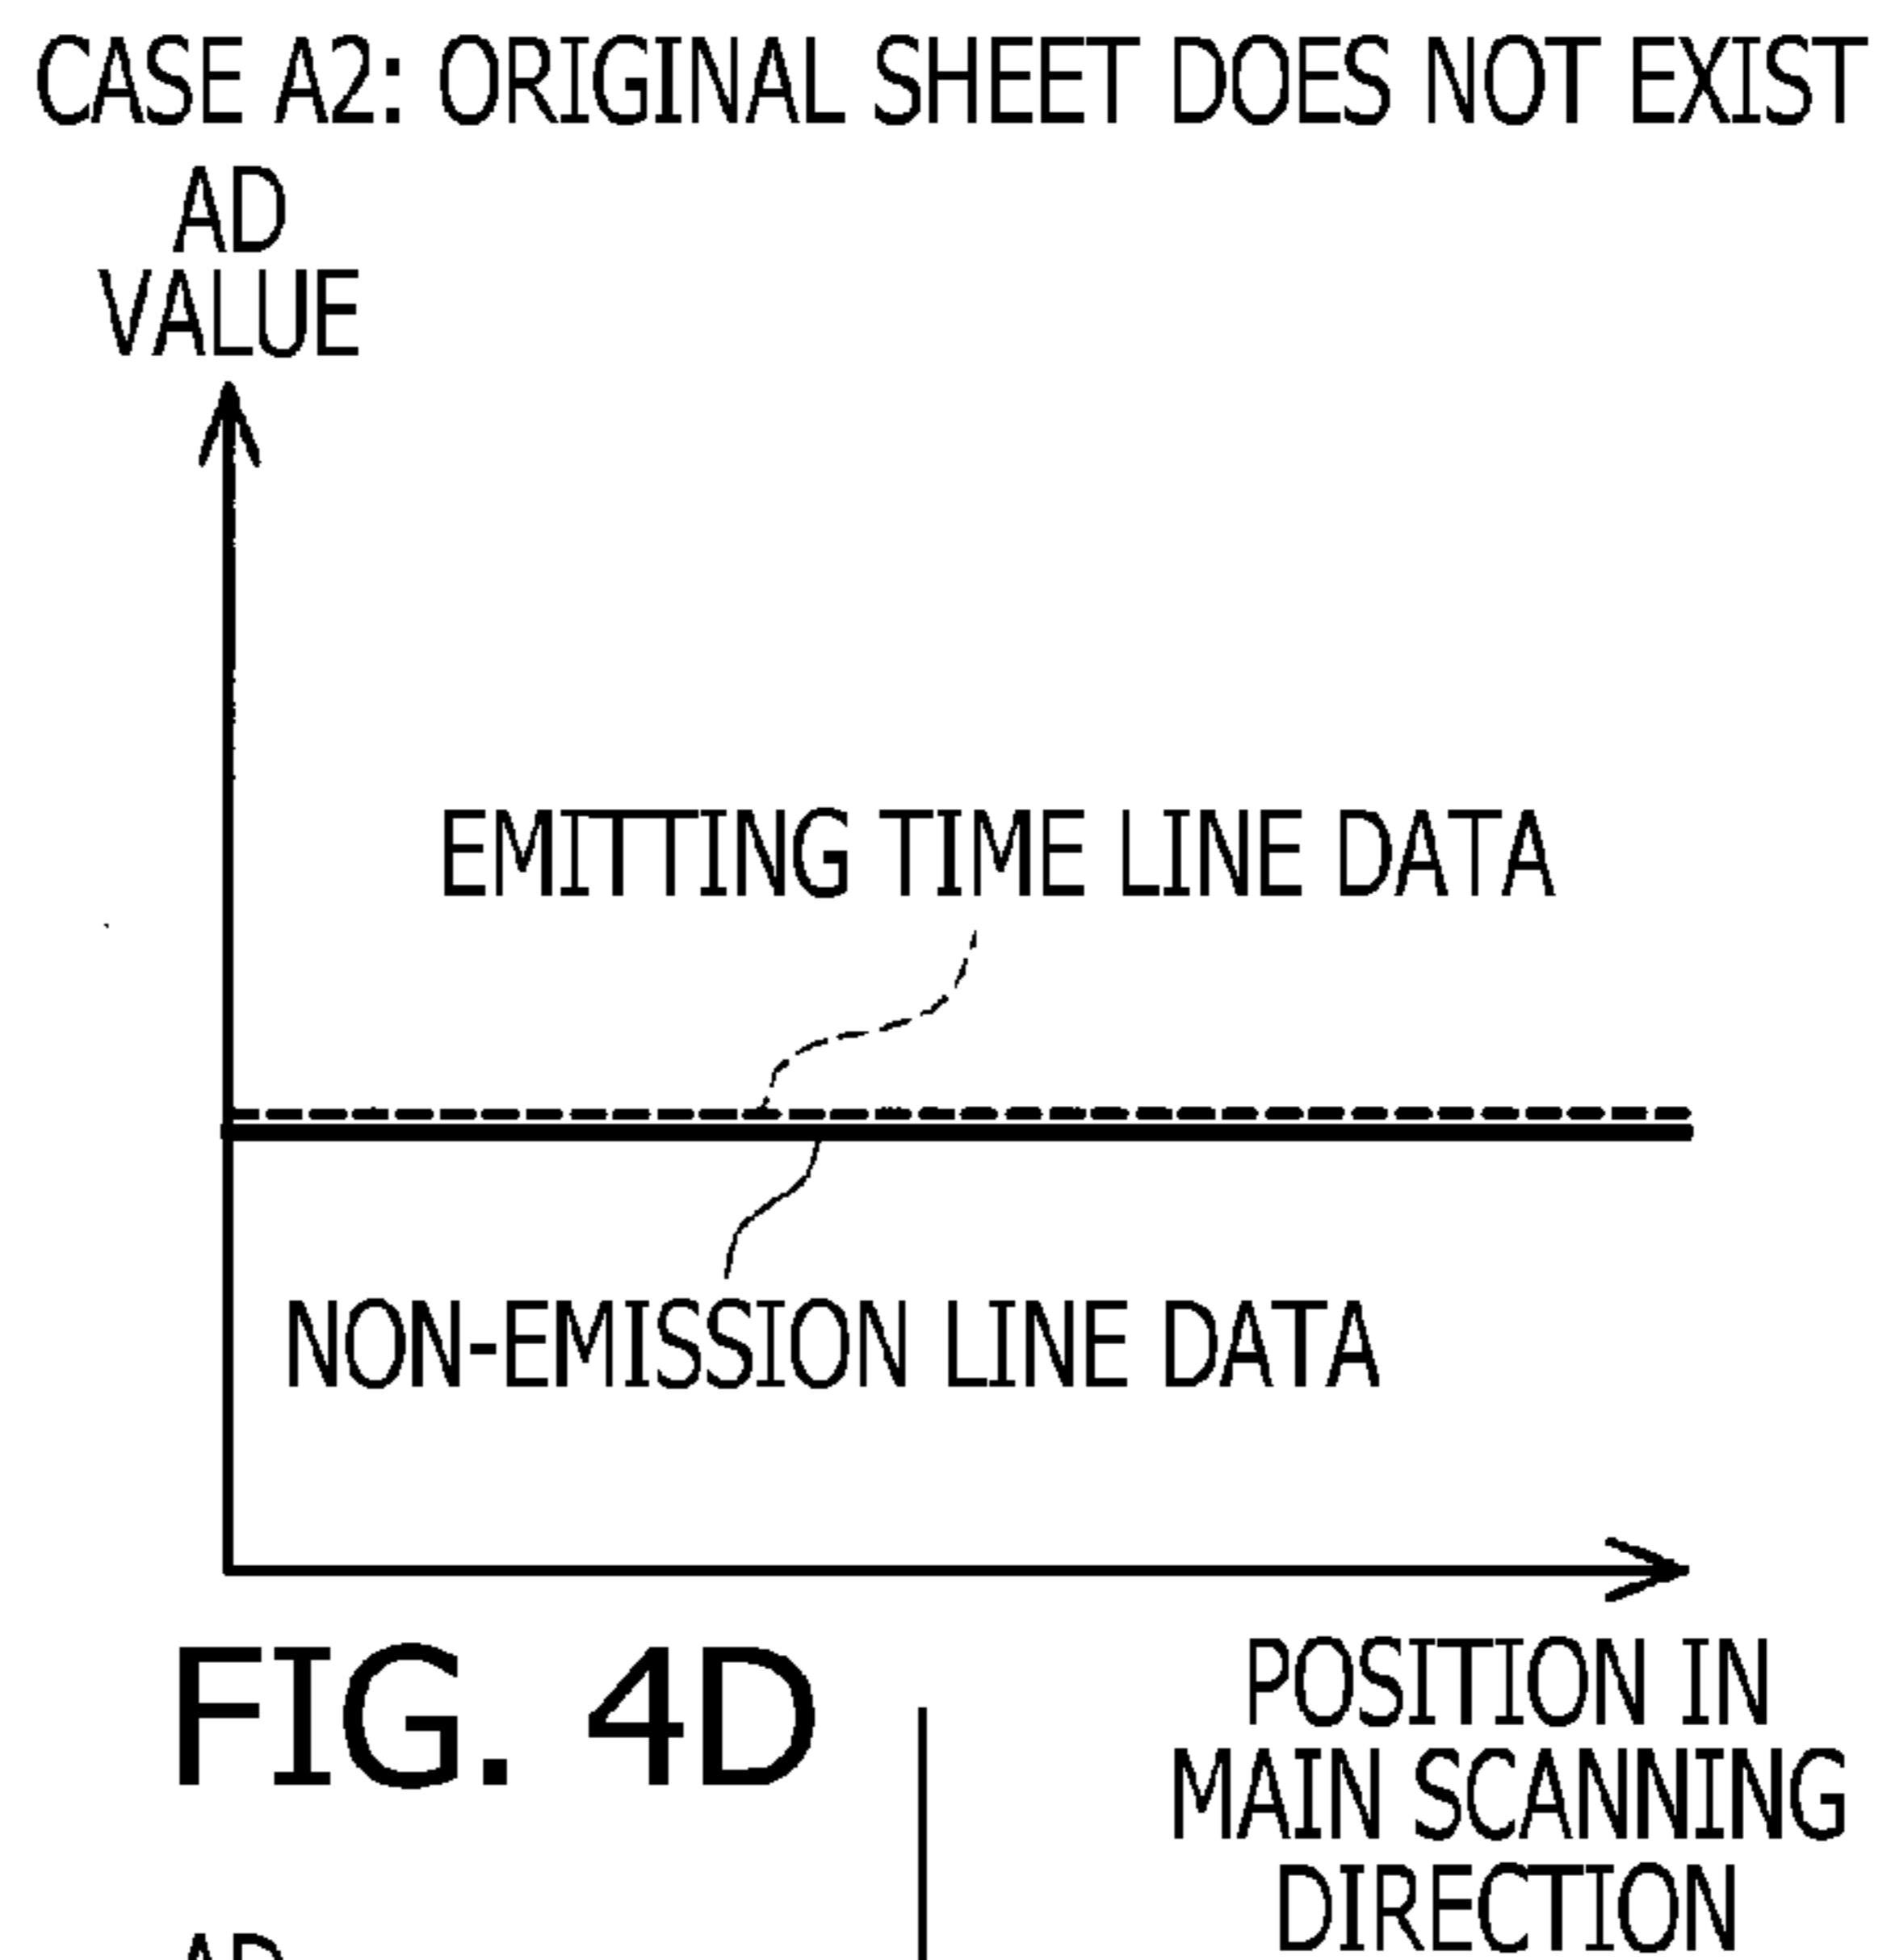 CASE A2: ORIGINAL SHEET DOES NOT EXIST
AD
VALUE
EMITTING TIME LINE DATA
NON-EMISSION LINE DATA
FIG. 4D
POSITION IN
MAIN SCANNING
DIRECTION
AD